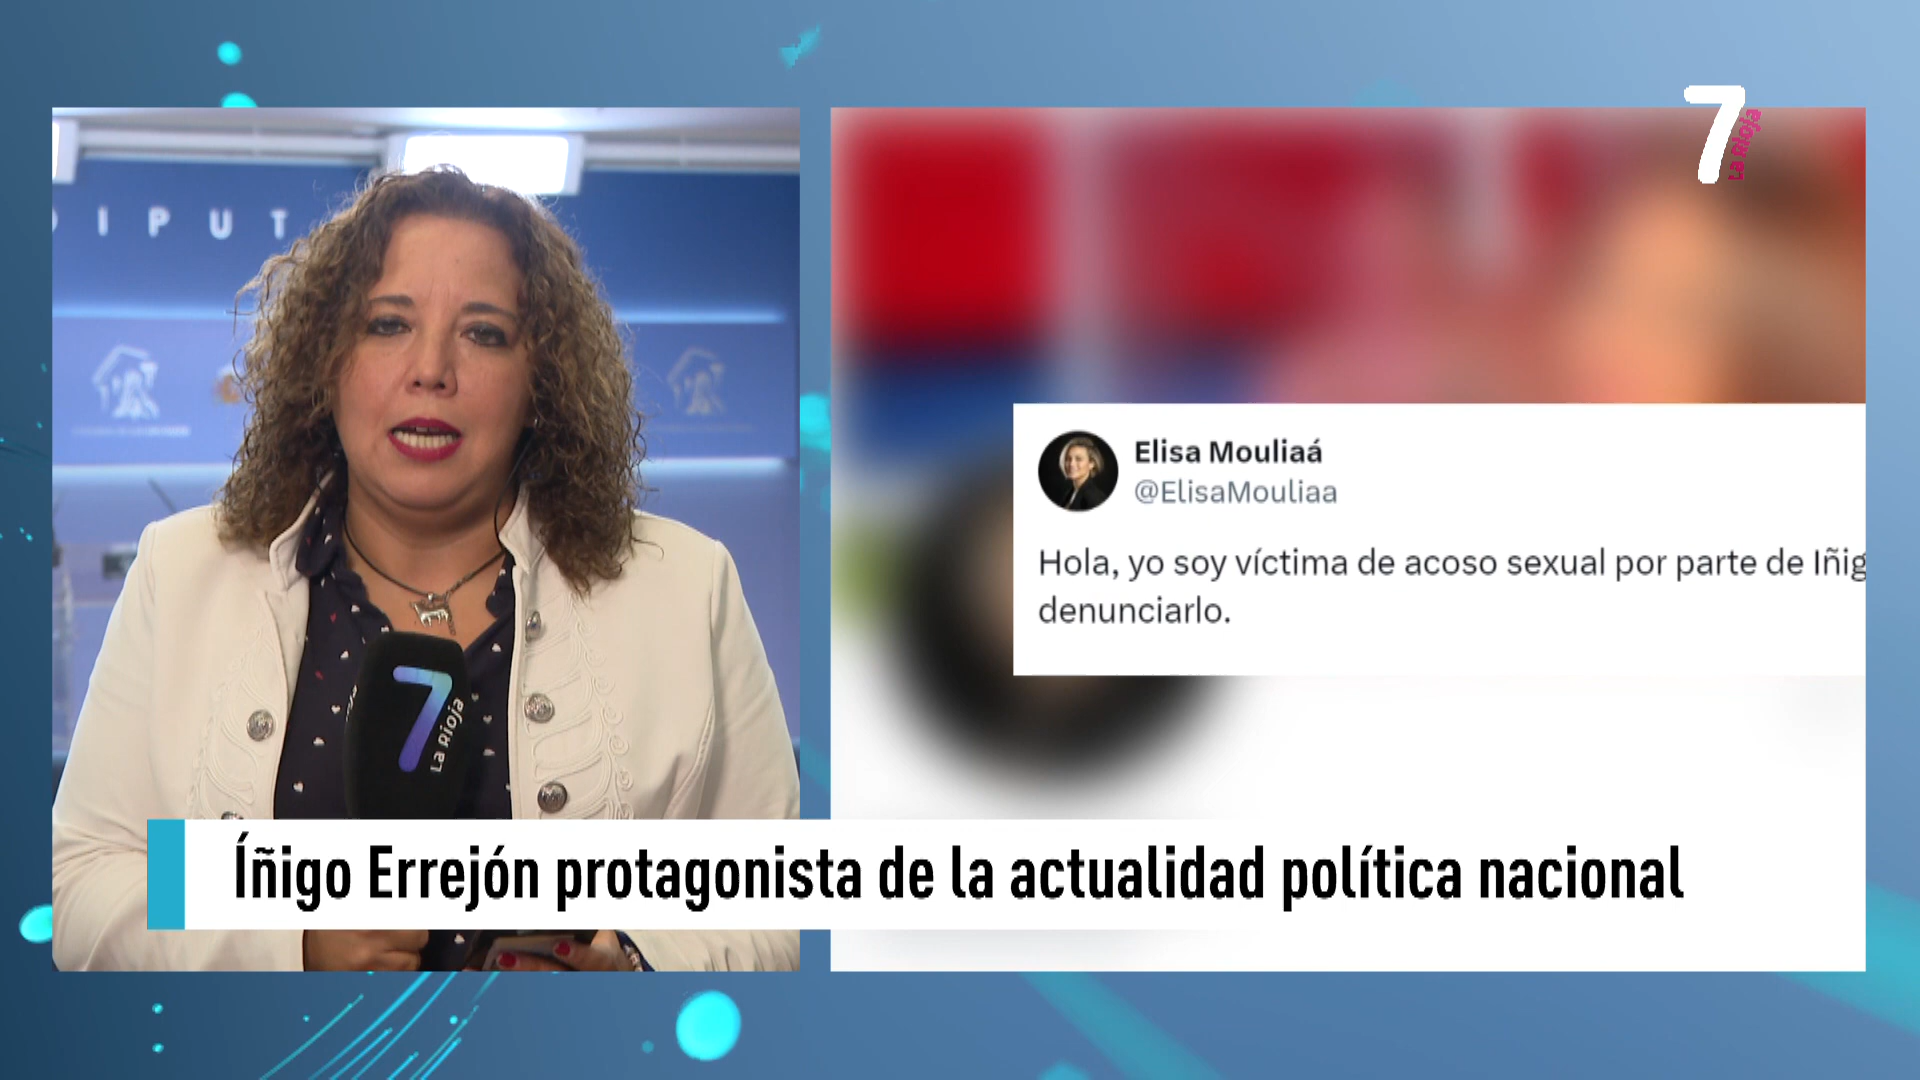 DIPUT
7
La Rioja
7
La Rioja
Elisa Mouliaá
@ElisaMouliaa
Hola, yo soy víctima de acoso sexual por parte de Iñig
denunciarlo.
Íñigo Errejón protagonista de la actualidad política nacional